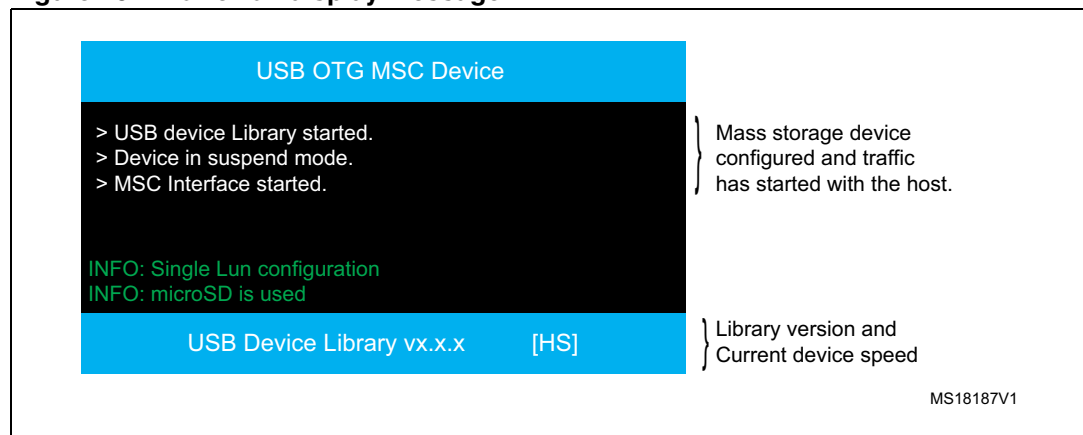 USB OTG MSC Device
> USB device Library started.
> Device in suspend mode.
> MSC Interface started.
Mass storage device
configured and traffic
has started with the host.
INFO: Single Lun configuration
INFO: microSD is used
USB Device Library vx.x.x [HS]
Library version and
Current device speed
MS18187V1